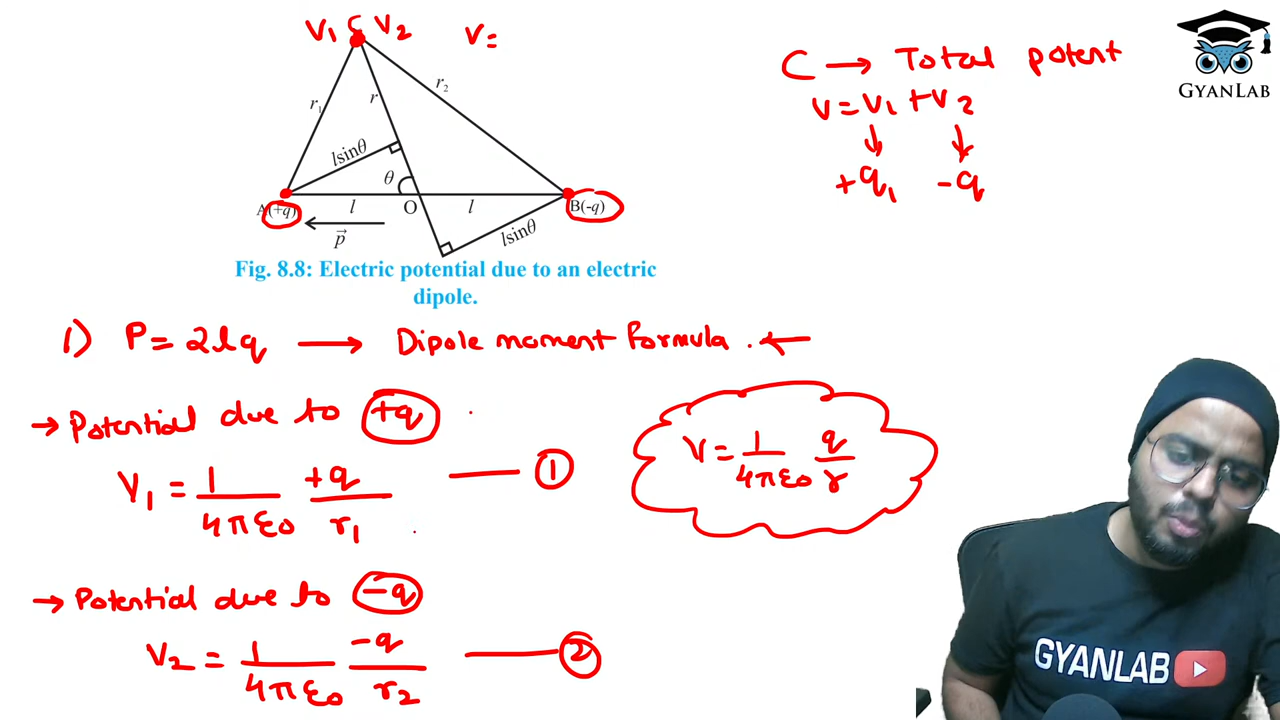 V1 C V2 V=
r1 r r2
lsinθ
θ
A(+q) l O l B(-q)
p⃗
lsinθ
Fig. 8.8: Electric potential due to an electric
dipole.
C → Total potent
V=V1+V2
↓ ↓
+q1 -q
GYANLAB
1) P= 2lq → Dipole moment formula. ←
→ Potential due to +q
V1 = 1/4πε0 +q/r1 —— 1
V= 1/4πε0 q/r
→ Potential due to -q
V2 = 1/4πε0 -q/r2 —— 2
GYANLAB